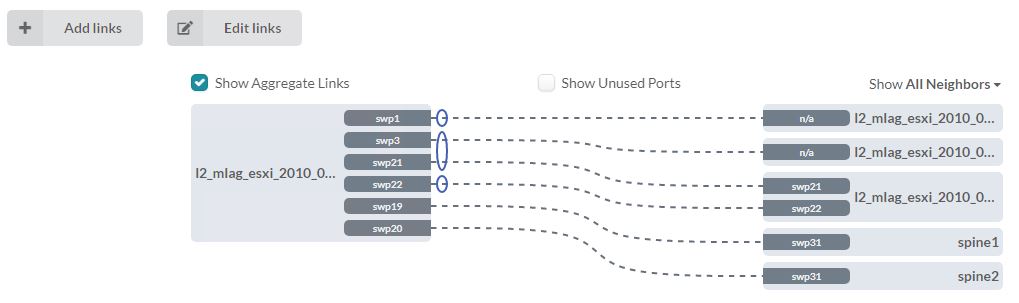 Add links
Edit links
Show Aggregate Links
Show Unused Ports
Show All Neighbors
l2_mlag_esxi_2010_0...
swp1
swp3
swp21
swp22
swp19
swp20
n/a
l2_mlag_esxi_2010_0...
n/a
l2_mlag_esxi_2010_0...
swp21
swp22
l2_mlag_esxi_2010_0...
swp31
spine1
swp31
spine2